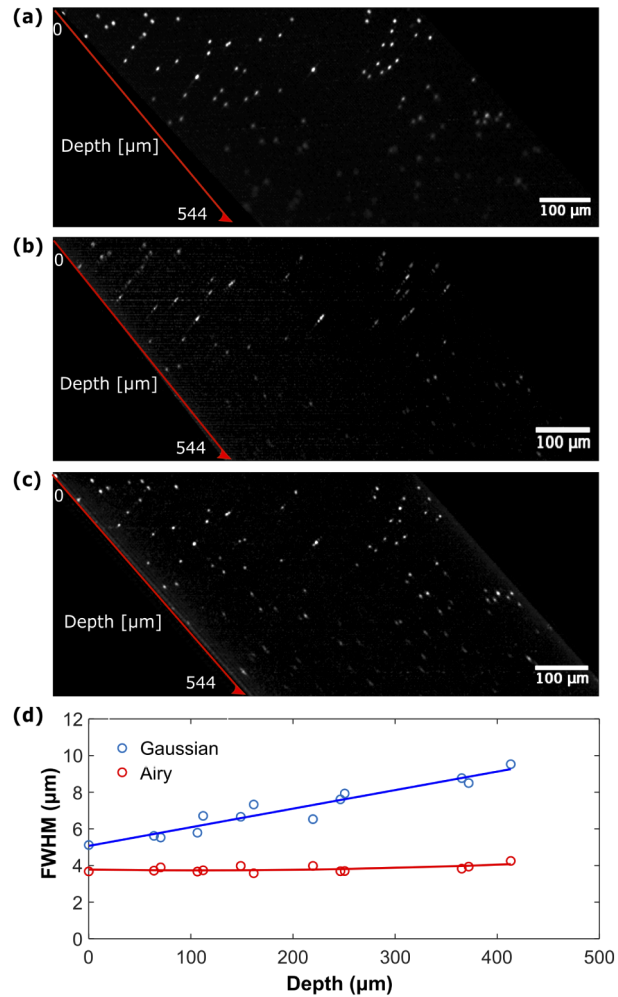 (a)
0
Depth [µm]
544
100 µm
(b)
0
Depth [µm]
544
100 µm
(c)
0
Depth [µm]
544
100 µm
(d)
12
10
8
6
4
2
0
FWHM (µm)
Gaussian
Airy
0
100
200
300
400
500
Depth (µm)